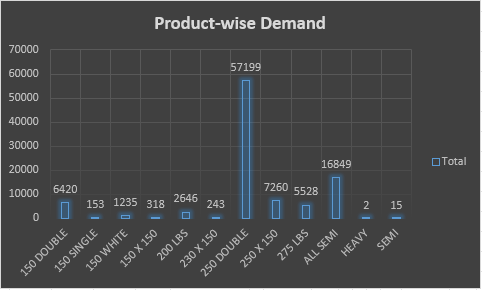 Product-wise Demand
70000
60000
50000
40000
30000
20000
10000
0
6420
153
1235
318
2646
243
57199
7260
5528
16849
2
15
150 DOUBLE
150 SINGLE
150 WHITE
150 X 150
200 LBS
230 X 150
250 DOUBLE
250 X 150
275 LBS
ALL SEMI
HEAVY
SEMI
Total